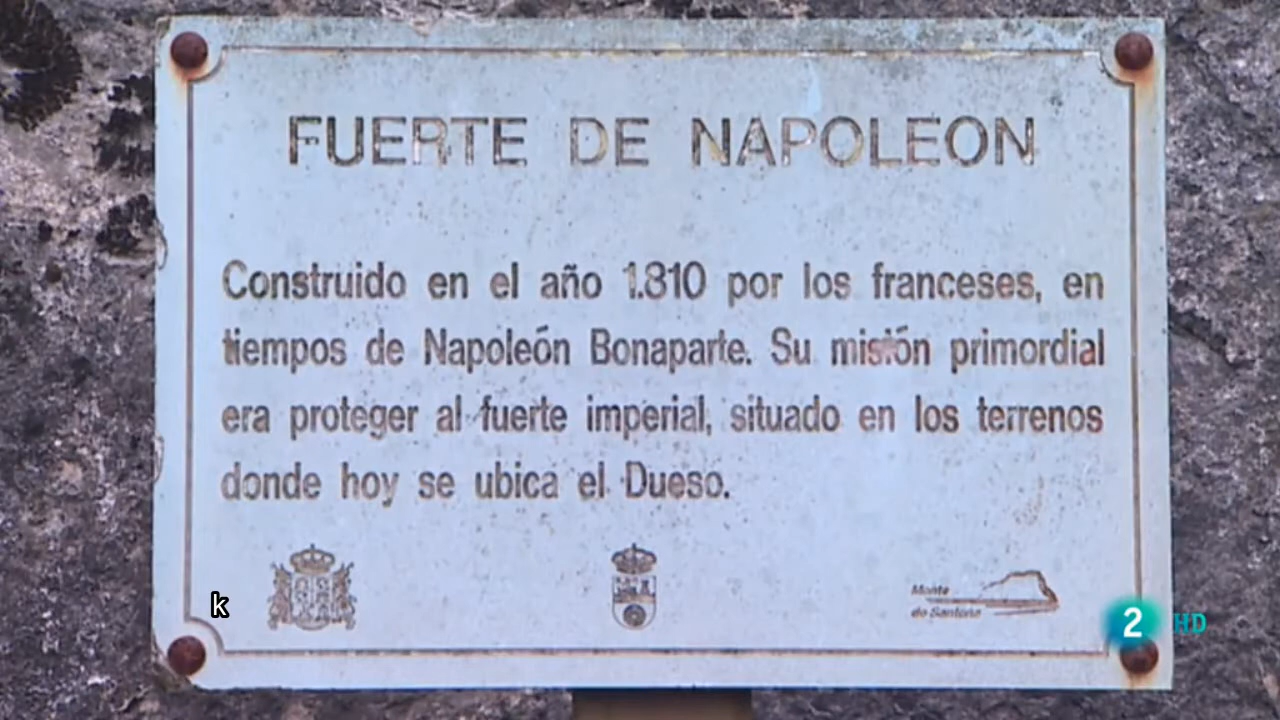 FUERTE DE NAPOLEON
Construido en el año 1.810 por los franceses, en
tiempos de Napoleón Bonaparte. Su misión primordial
era proteger al fuerte imperial, situado en los terrenos
donde hoy se ubica el Dueso.
Monte
de Santoña
k
2 HD